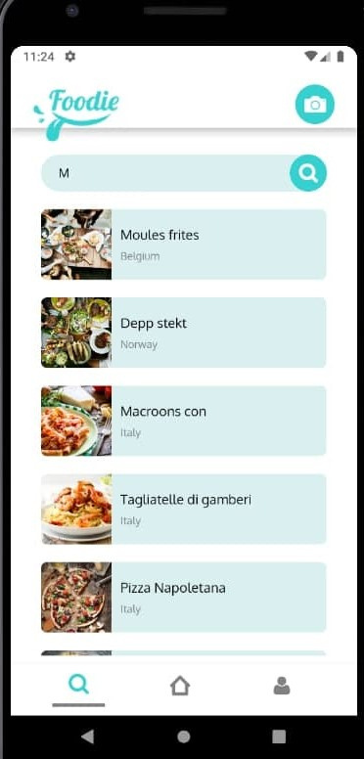 11:24
Foodie
M
Moules frites
Belgium
Depp stekt
Norway
Macroons con
Italy
Tagliatelle di gamberi
Italy
Pizza Napoletana
Italy